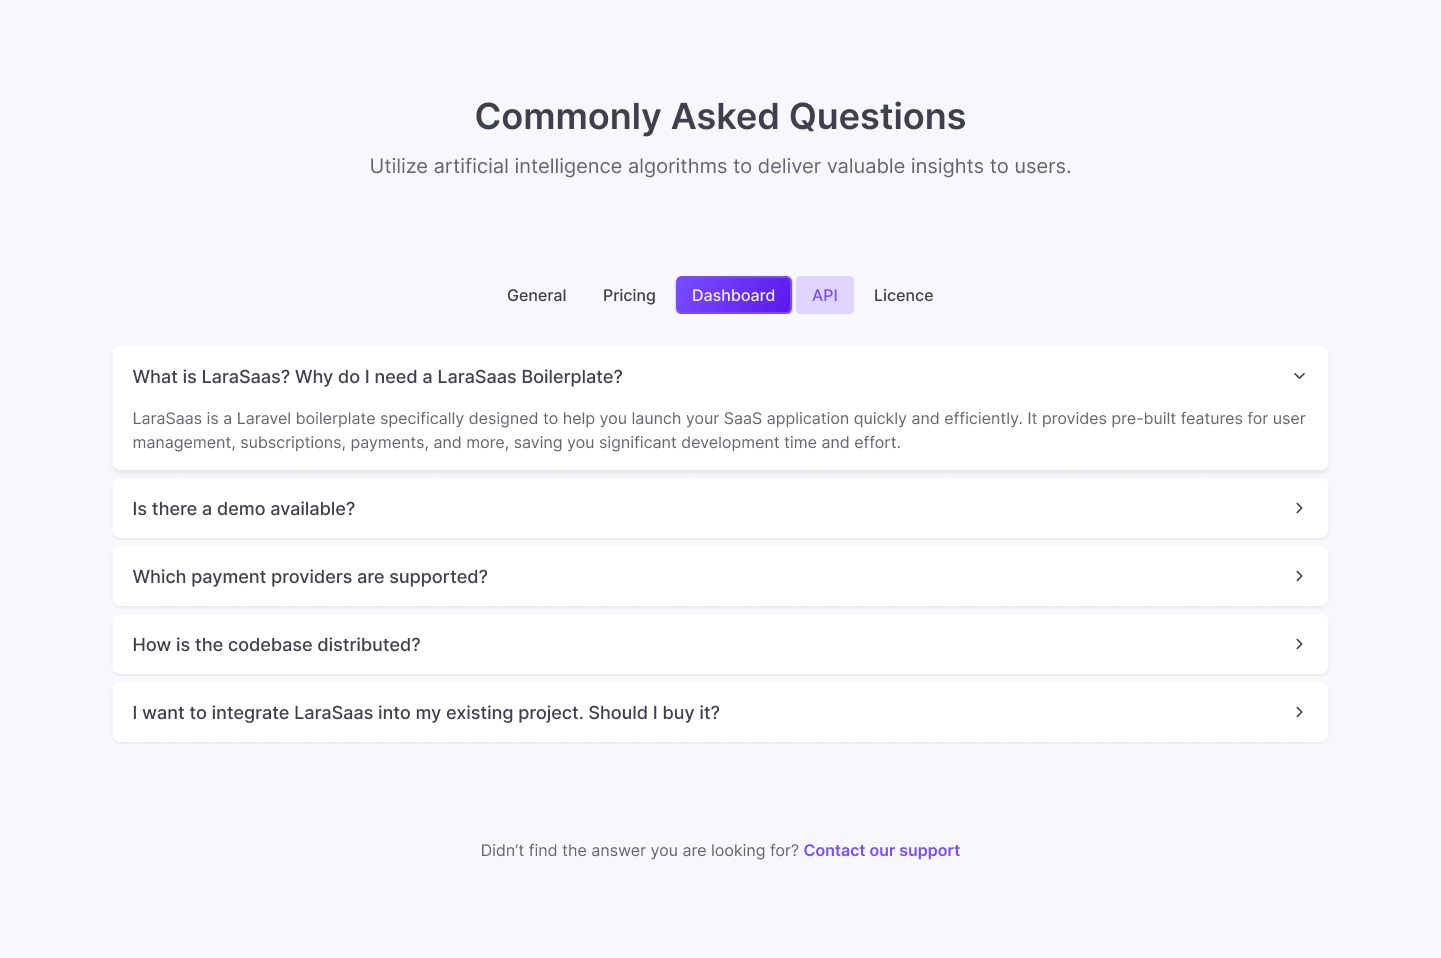 Commonly Asked Questions
Utilize artificial intelligence algorithms to deliver valuable insights to users.
General Pricing Dashboard API Licence
What is LaraSaas? Why do I need a LaraSaas Boilerplate?
LaraSaas is a Laravel boilerplate specifically designed to help you launch your SaaS application quickly and efficiently. It provides pre-built features for user
management, subscriptions, payments, and more, saving you significant development time and effort.
Is there a demo available?
Which payment providers are supported?
How is the codebase distributed?
I want to integrate LaraSaas into my existing project. Should I buy it?
Didn’t find the answer you are looking for? Contact our support